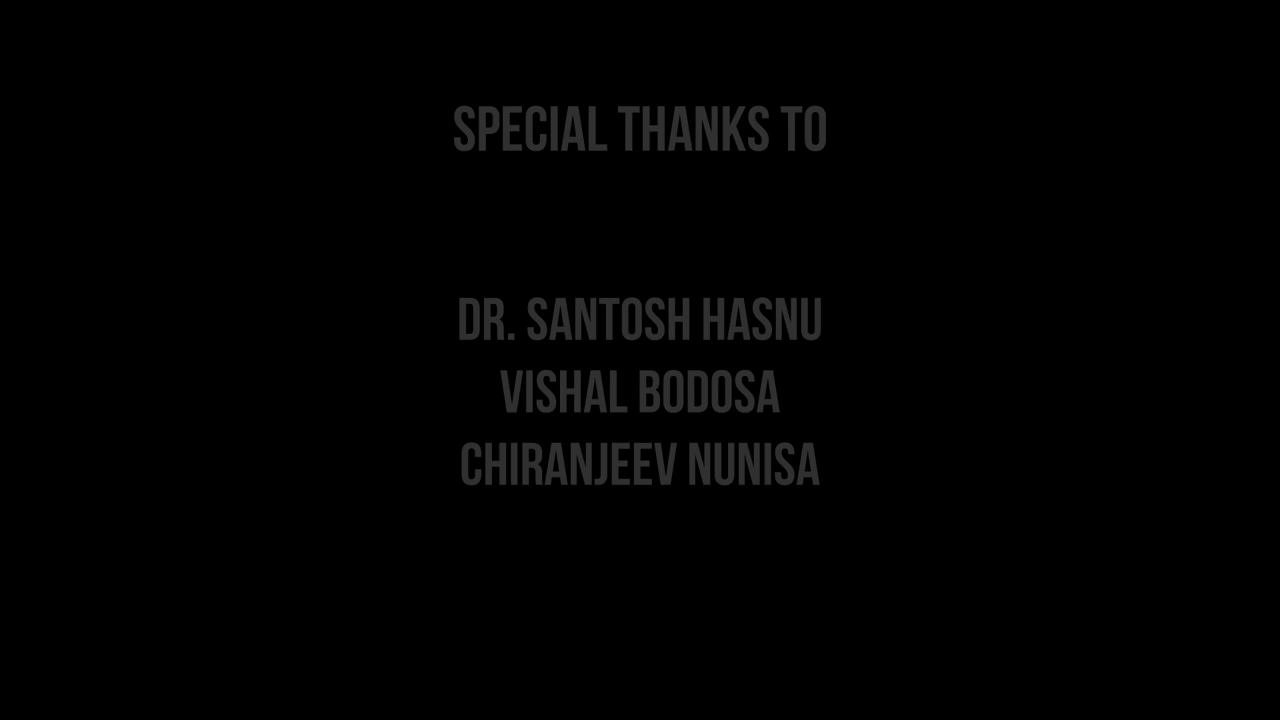 SPECIAL THANKS TO
DR. SANTOSH HASNU
VISHAL BODOSA
CHIRANJEEV NUNISA